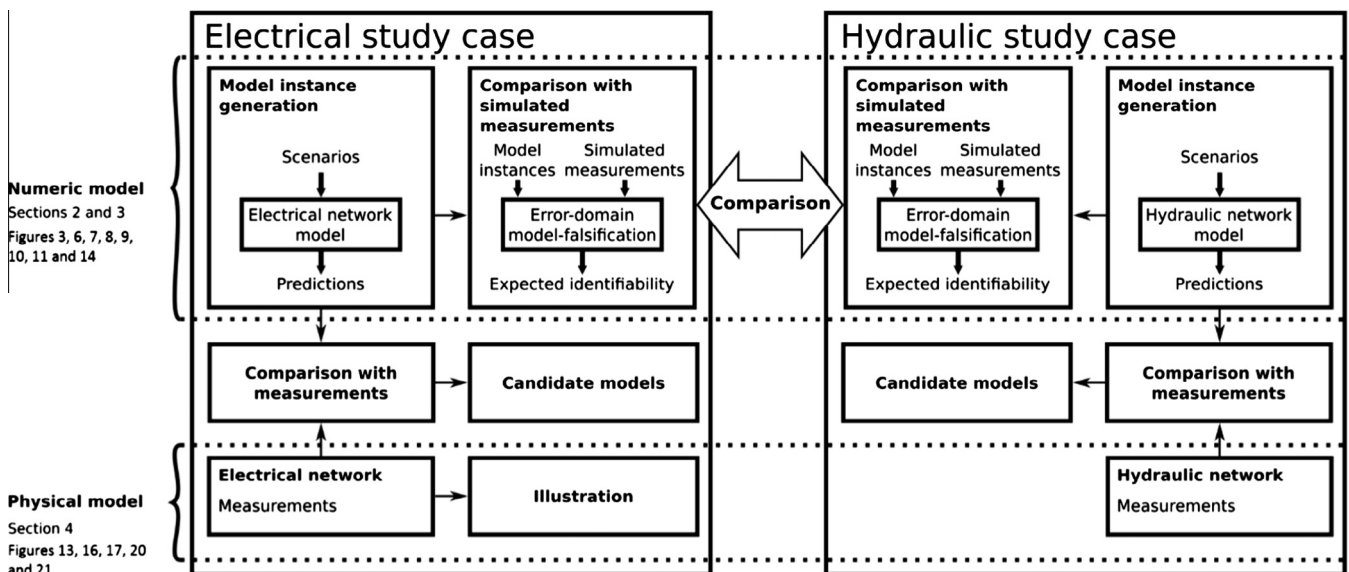 Electrical study case
Hydraulic study case
Numeric model
Sections 2 and 3
Figures 3, 6, 7, 8, 9,
10, 11 and 14
Model instance
generation
Scenarios
Electrical network
model
Predictions
Comparison with
simulated
measurements
Model
instances
Simulated
measurements
Error-domain
model-falsification
Expected identifiability
Comparison
Comparison with
simulated
measurements
Model
instances
Simulated
measurements
Error-domain
model-falsification
Expected identifiability
Model instance
generation
Scenarios
Hydraulic network
model
Predictions
Comparison with
measurements
Candidate models
Candidate models
Comparison with
measurements
Physical model
Section 4
Figures 13, 16, 17, 20
and 21
Electrical network
Measurements
Illustration
Hydraulic network
Measurements